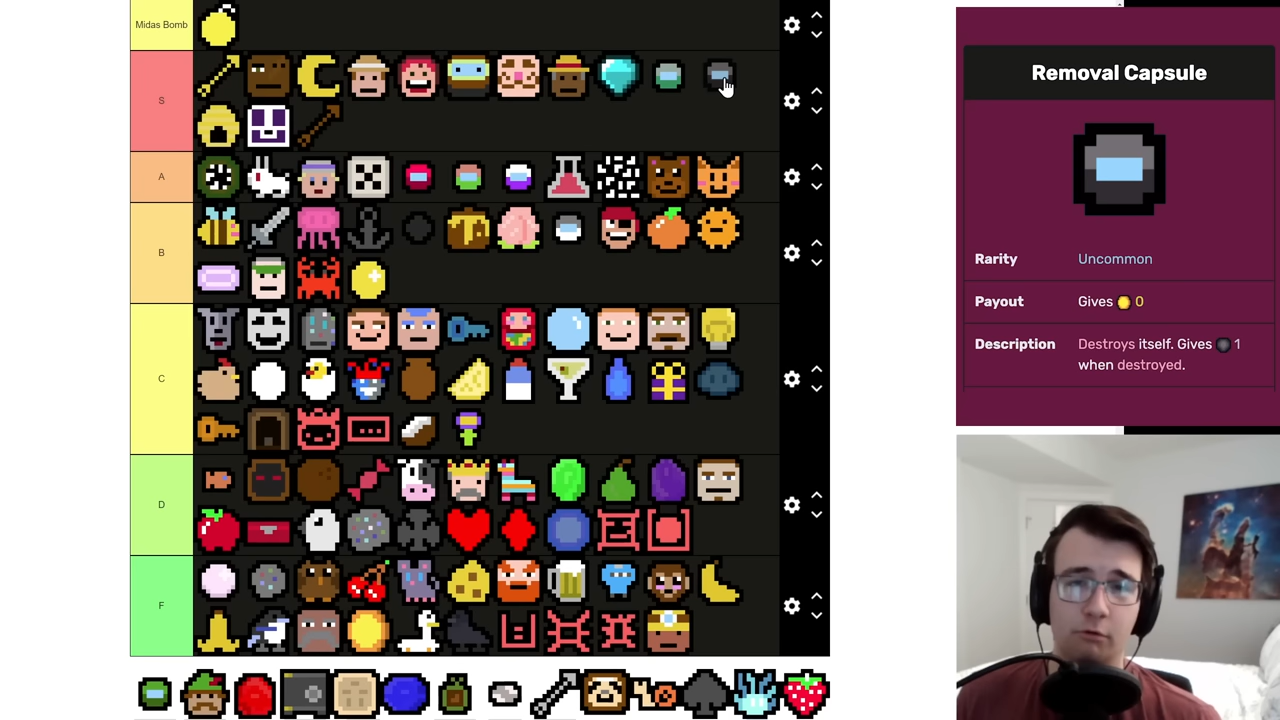 Midas Bomb
S
A
B
C
D
F
Removal Capsule
Rarity Uncommon
Payout Gives 0
Description Destroys itself. Gives 1
when destroyed.